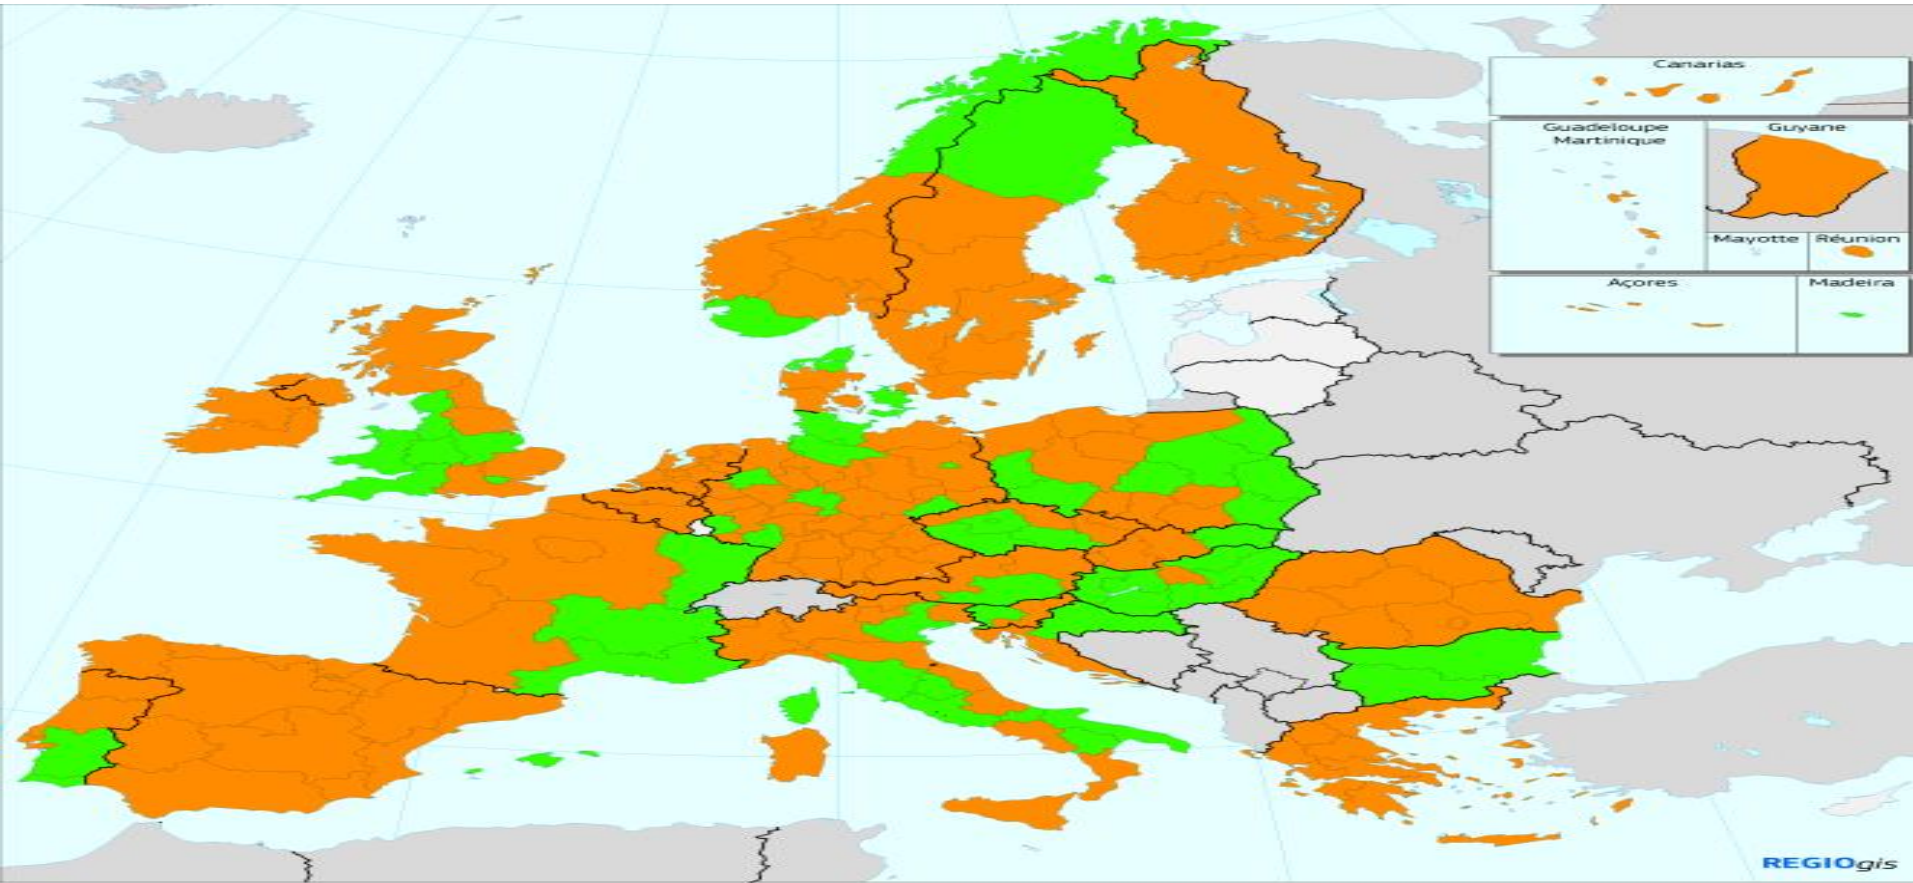 Canarias
Guadeloupe
Martinique
Guyane
Mayotte
Réunion
Açores
Madeira
REGIOgis